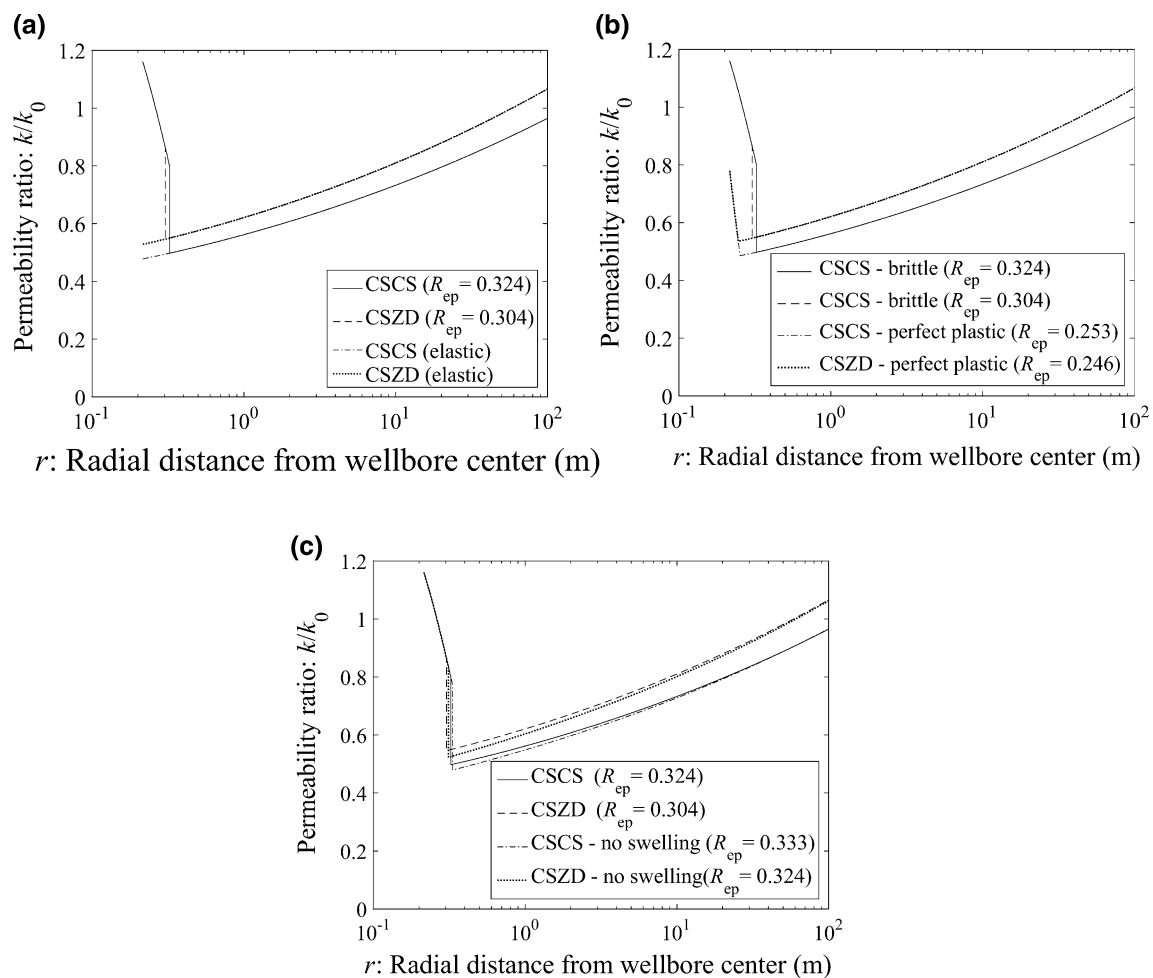 (a)
1.2
1
0.8
0.6
0.4
0.2
0
Permeability ratio: k/k0
CSCS (Rep= 0.324)
CSZD (Rep= 0.304)
CSCS (elastic)
CSZD (elastic)
10-1
100
101
102
r: Radial distance from wellbore center (m)
(b)
1.2
1
0.8
0.6
0.4
0.2
0
Permeability ratio: k/k0
CSCS - brittle (Rep= 0.324)
CSCS - brittle (Rep= 0.304)
CSCS - perfect plastic (Rep= 0.253)
CSZD - perfect plastic (Rep= 0.246)
10-1
100
101
102
r: Radial distance from wellbore center (m)
(c)
1.2
1
0.8
0.6
0.4
0.2
0
Permeability ratio: k/k0
CSCS (Rep= 0.324)
CSZD (Rep= 0.304)
CSCS - no swelling (Rep= 0.333)
CSZD - no swelling(Rep= 0.324)
10-1
100
101
102
r: Radial distance from wellbore center (m)